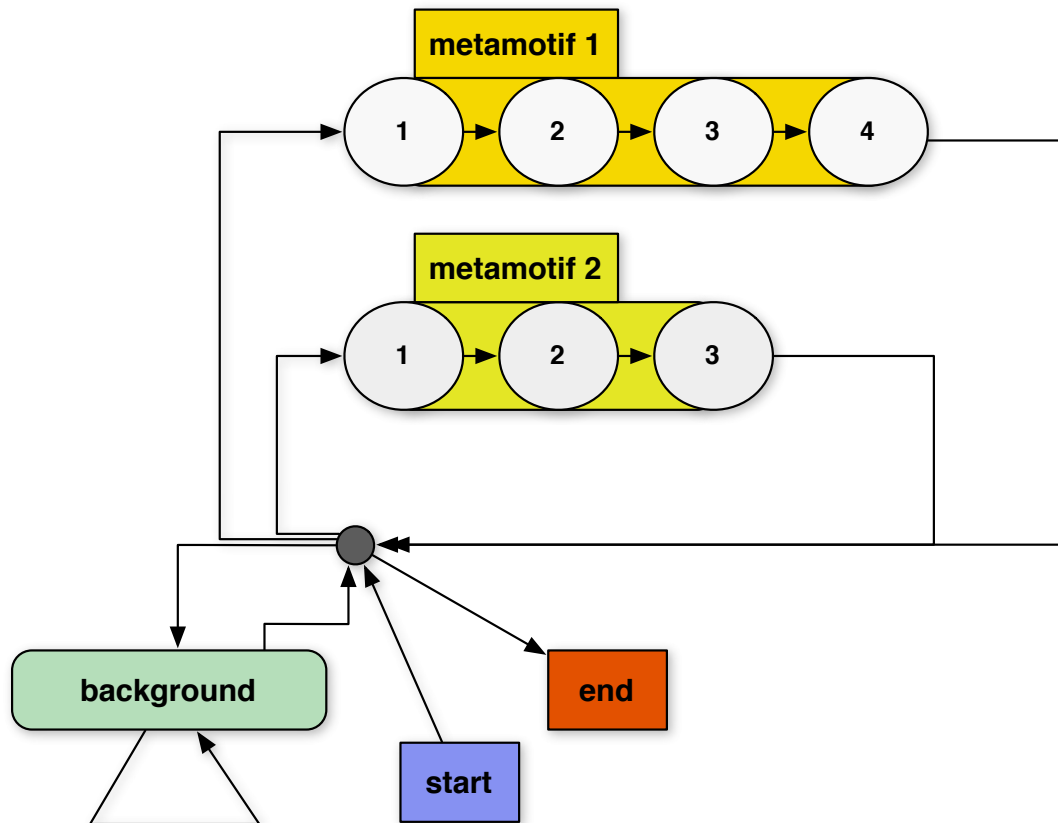 metamotif 1
1 2 3 4
metamotif 2
1 2 3
background
end
start